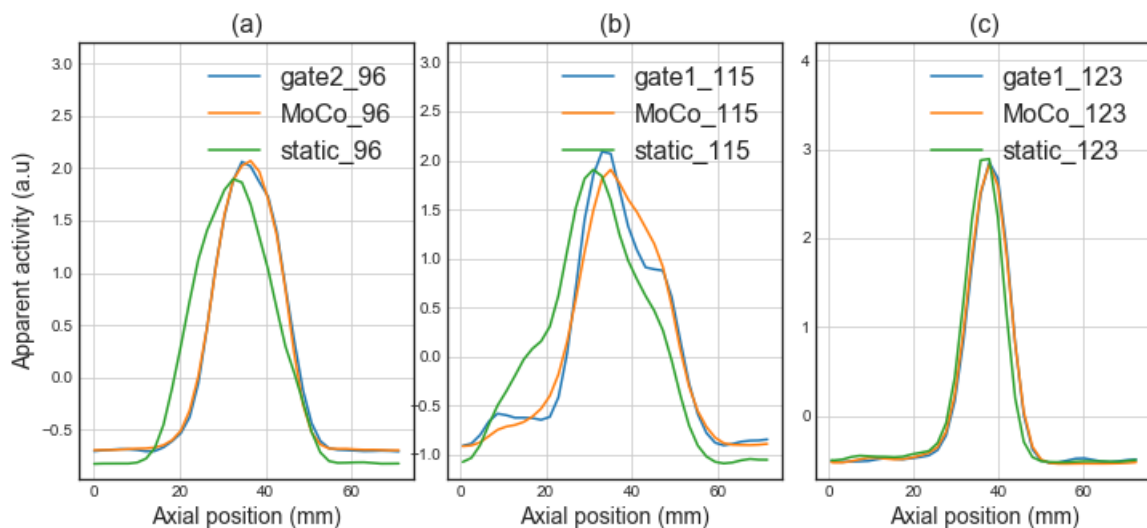 (a)
(b)
(c)
Apparent activity (a.u)
3.0
2.5
2.0
1.5
1.0
0.5
0.0
−0.5
gate2_96
MoCo_96
static_96
0
20
40
60
Axial position (mm)
3.0
2.5
2.0
1.5
1.0
0.5
0.0
−0.5
−1.0
gate1_115
MoCo_115
static_115
0
20
40
60
Axial position (mm)
4
3
2
1
0
gate1_123
MoCo_123
static_123
0
20
40
60
Axial position (mm)